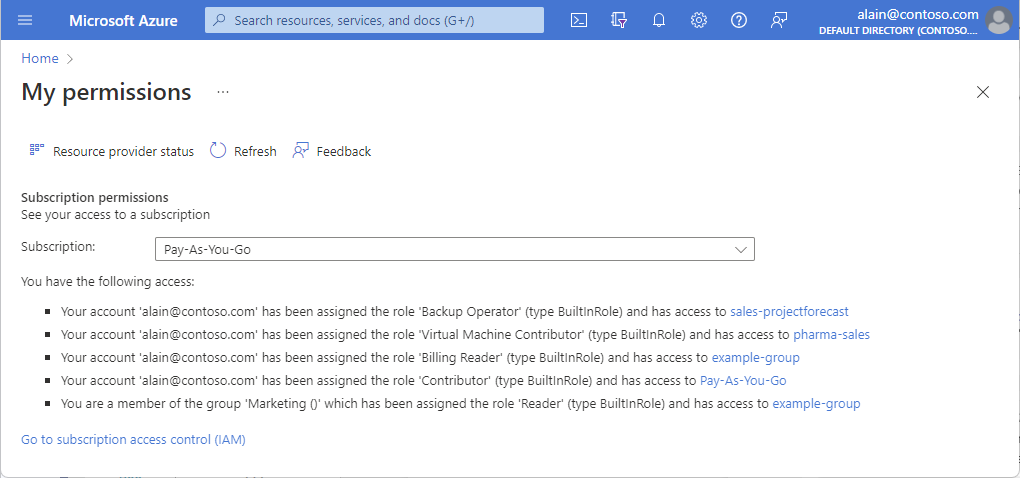 Microsoft Azure
Search resources, services, and docs (G+/)
alain@contoso.com
DEFAULT DIRECTORY (CONTOSO....
Home
My permissions
...
Resource provider status
Refresh
Feedback
Subscription permissions
See your access to a subscription
Subscription:
Pay-As-You-Go
You have the following access:
Your account 'alain@contoso.com' has been assigned the role 'Backup Operator' (type BuiltInRole) and has access to sales-projectforecast
Your account 'alain@contoso.com' has been assigned the role 'Virtual Machine Contributor' (type BuiltInRole) and has access to pharma-sales
Your account 'alain@contoso.com' has been assigned the role 'Billing Reader' (type BuiltInRole) and has access to example-group
Your account 'alain@contoso.com' has been assigned the role 'Contributor' (type BuiltInRole) and has access to Pay-As-You-Go
You are a member of the group 'Marketing ()' which has been assigned the role 'Reader' (type BuiltInRole) and has access to example-group
Go to subscription access control (IAM)